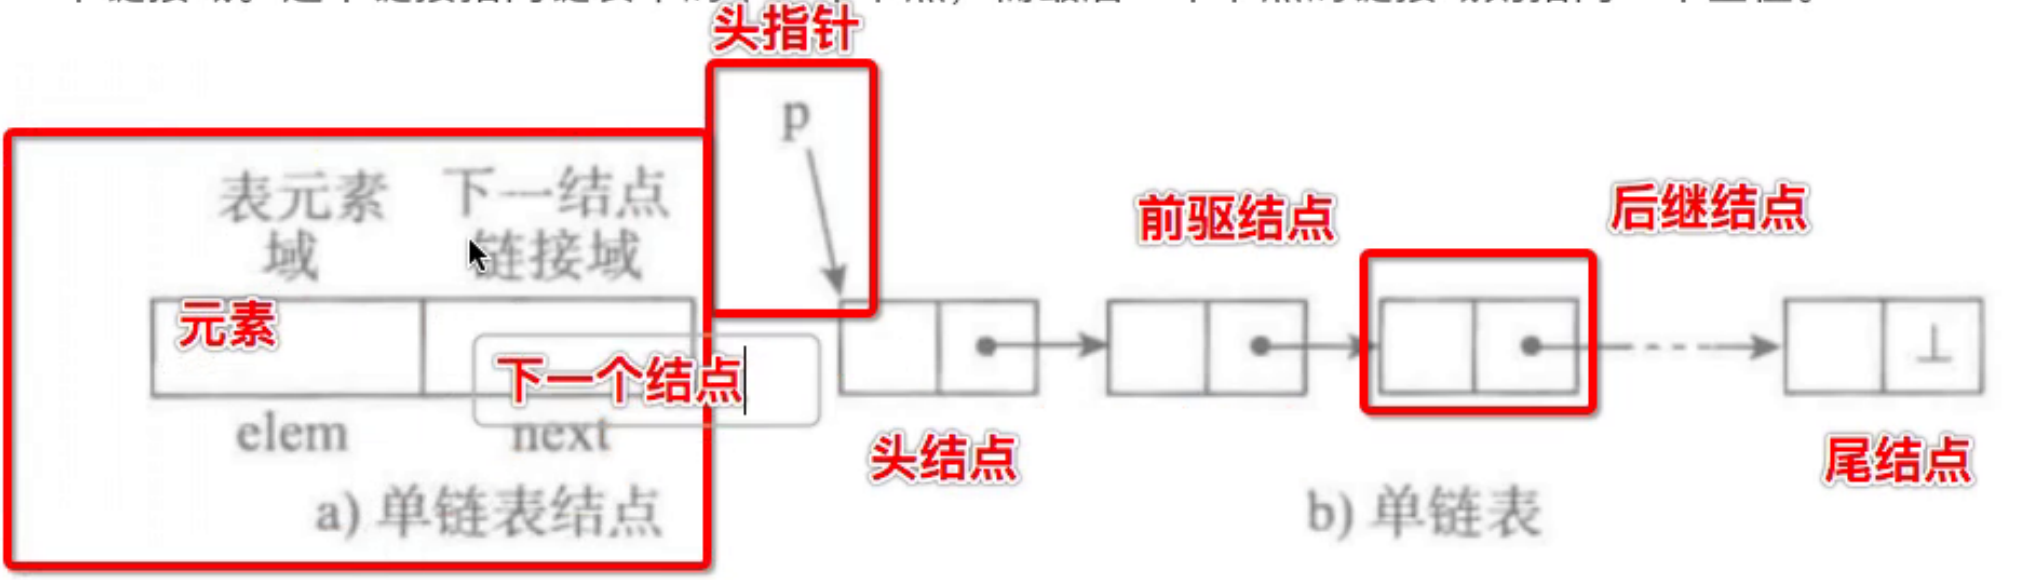 头指针
p
表元素
域
下一结点
链接域
前驱结点
后继结点
元素
下一个结点
elem
next
头结点
尾结点
a) 单链表结点
b) 单链表